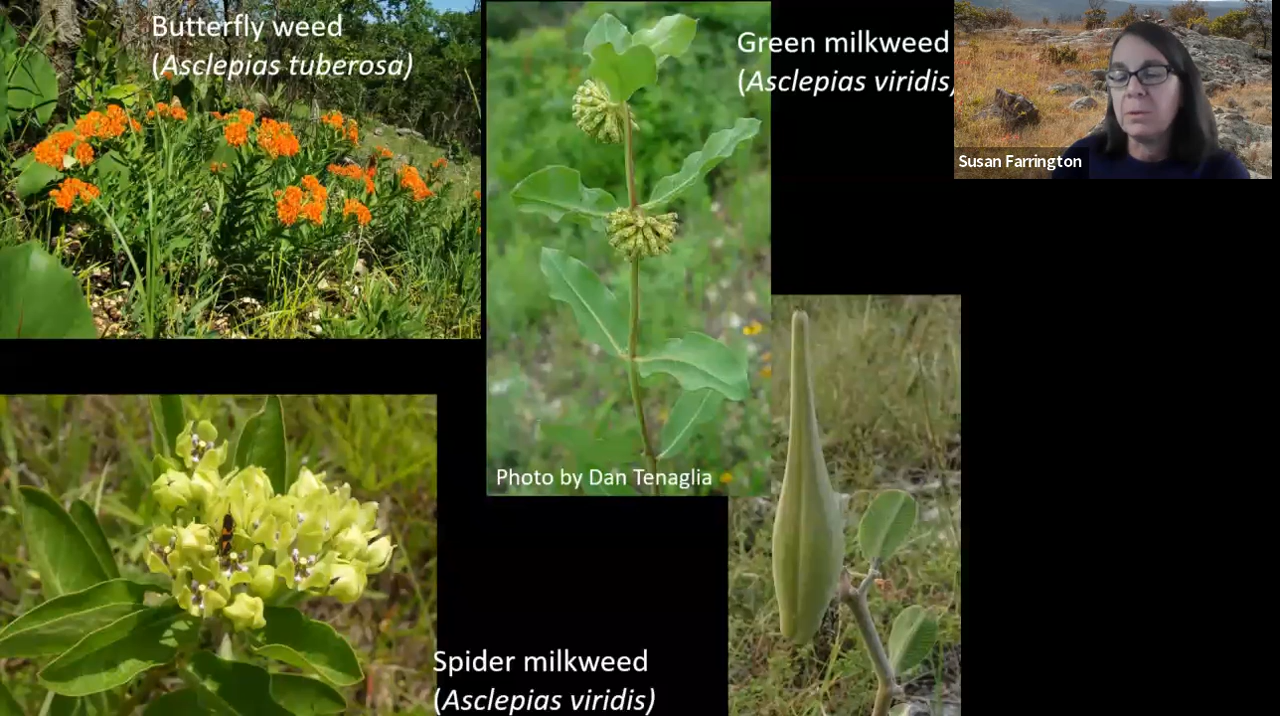 Butterfly weed
(Asclepias tuberosa)
Green milkweed
(Asclepias viridis)
Susan Farrington
Photo by Dan Tenaglia
Spider milkweed
(Asclepias viridis)